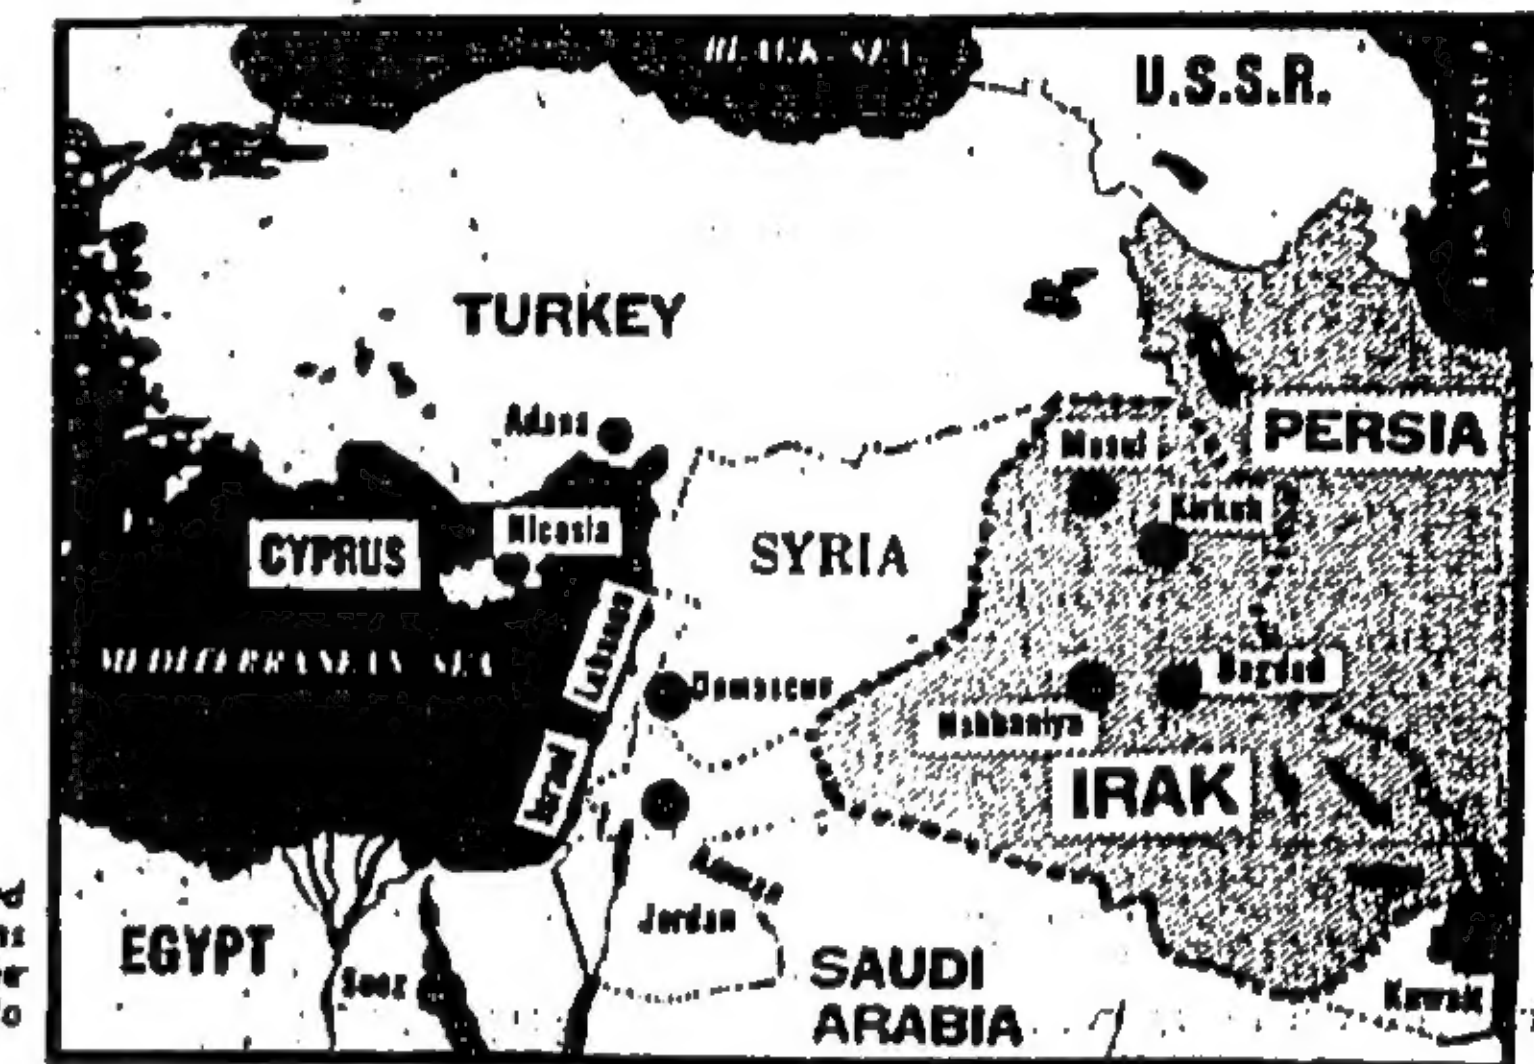 BLACK SEA
U.S.S.R.
TURKEY
Adana
PERSIA
Mosul
Kirkuk
Nicosia
CYPRUS
SYRIA
Lebanon
MEDITERRANEAN SEA
Damascus
Bagdad
Habbaniya
Israel
IRAK
Amman
Jordan
EGYPT
Suez
SAUDI
ARABIA
Kuwait